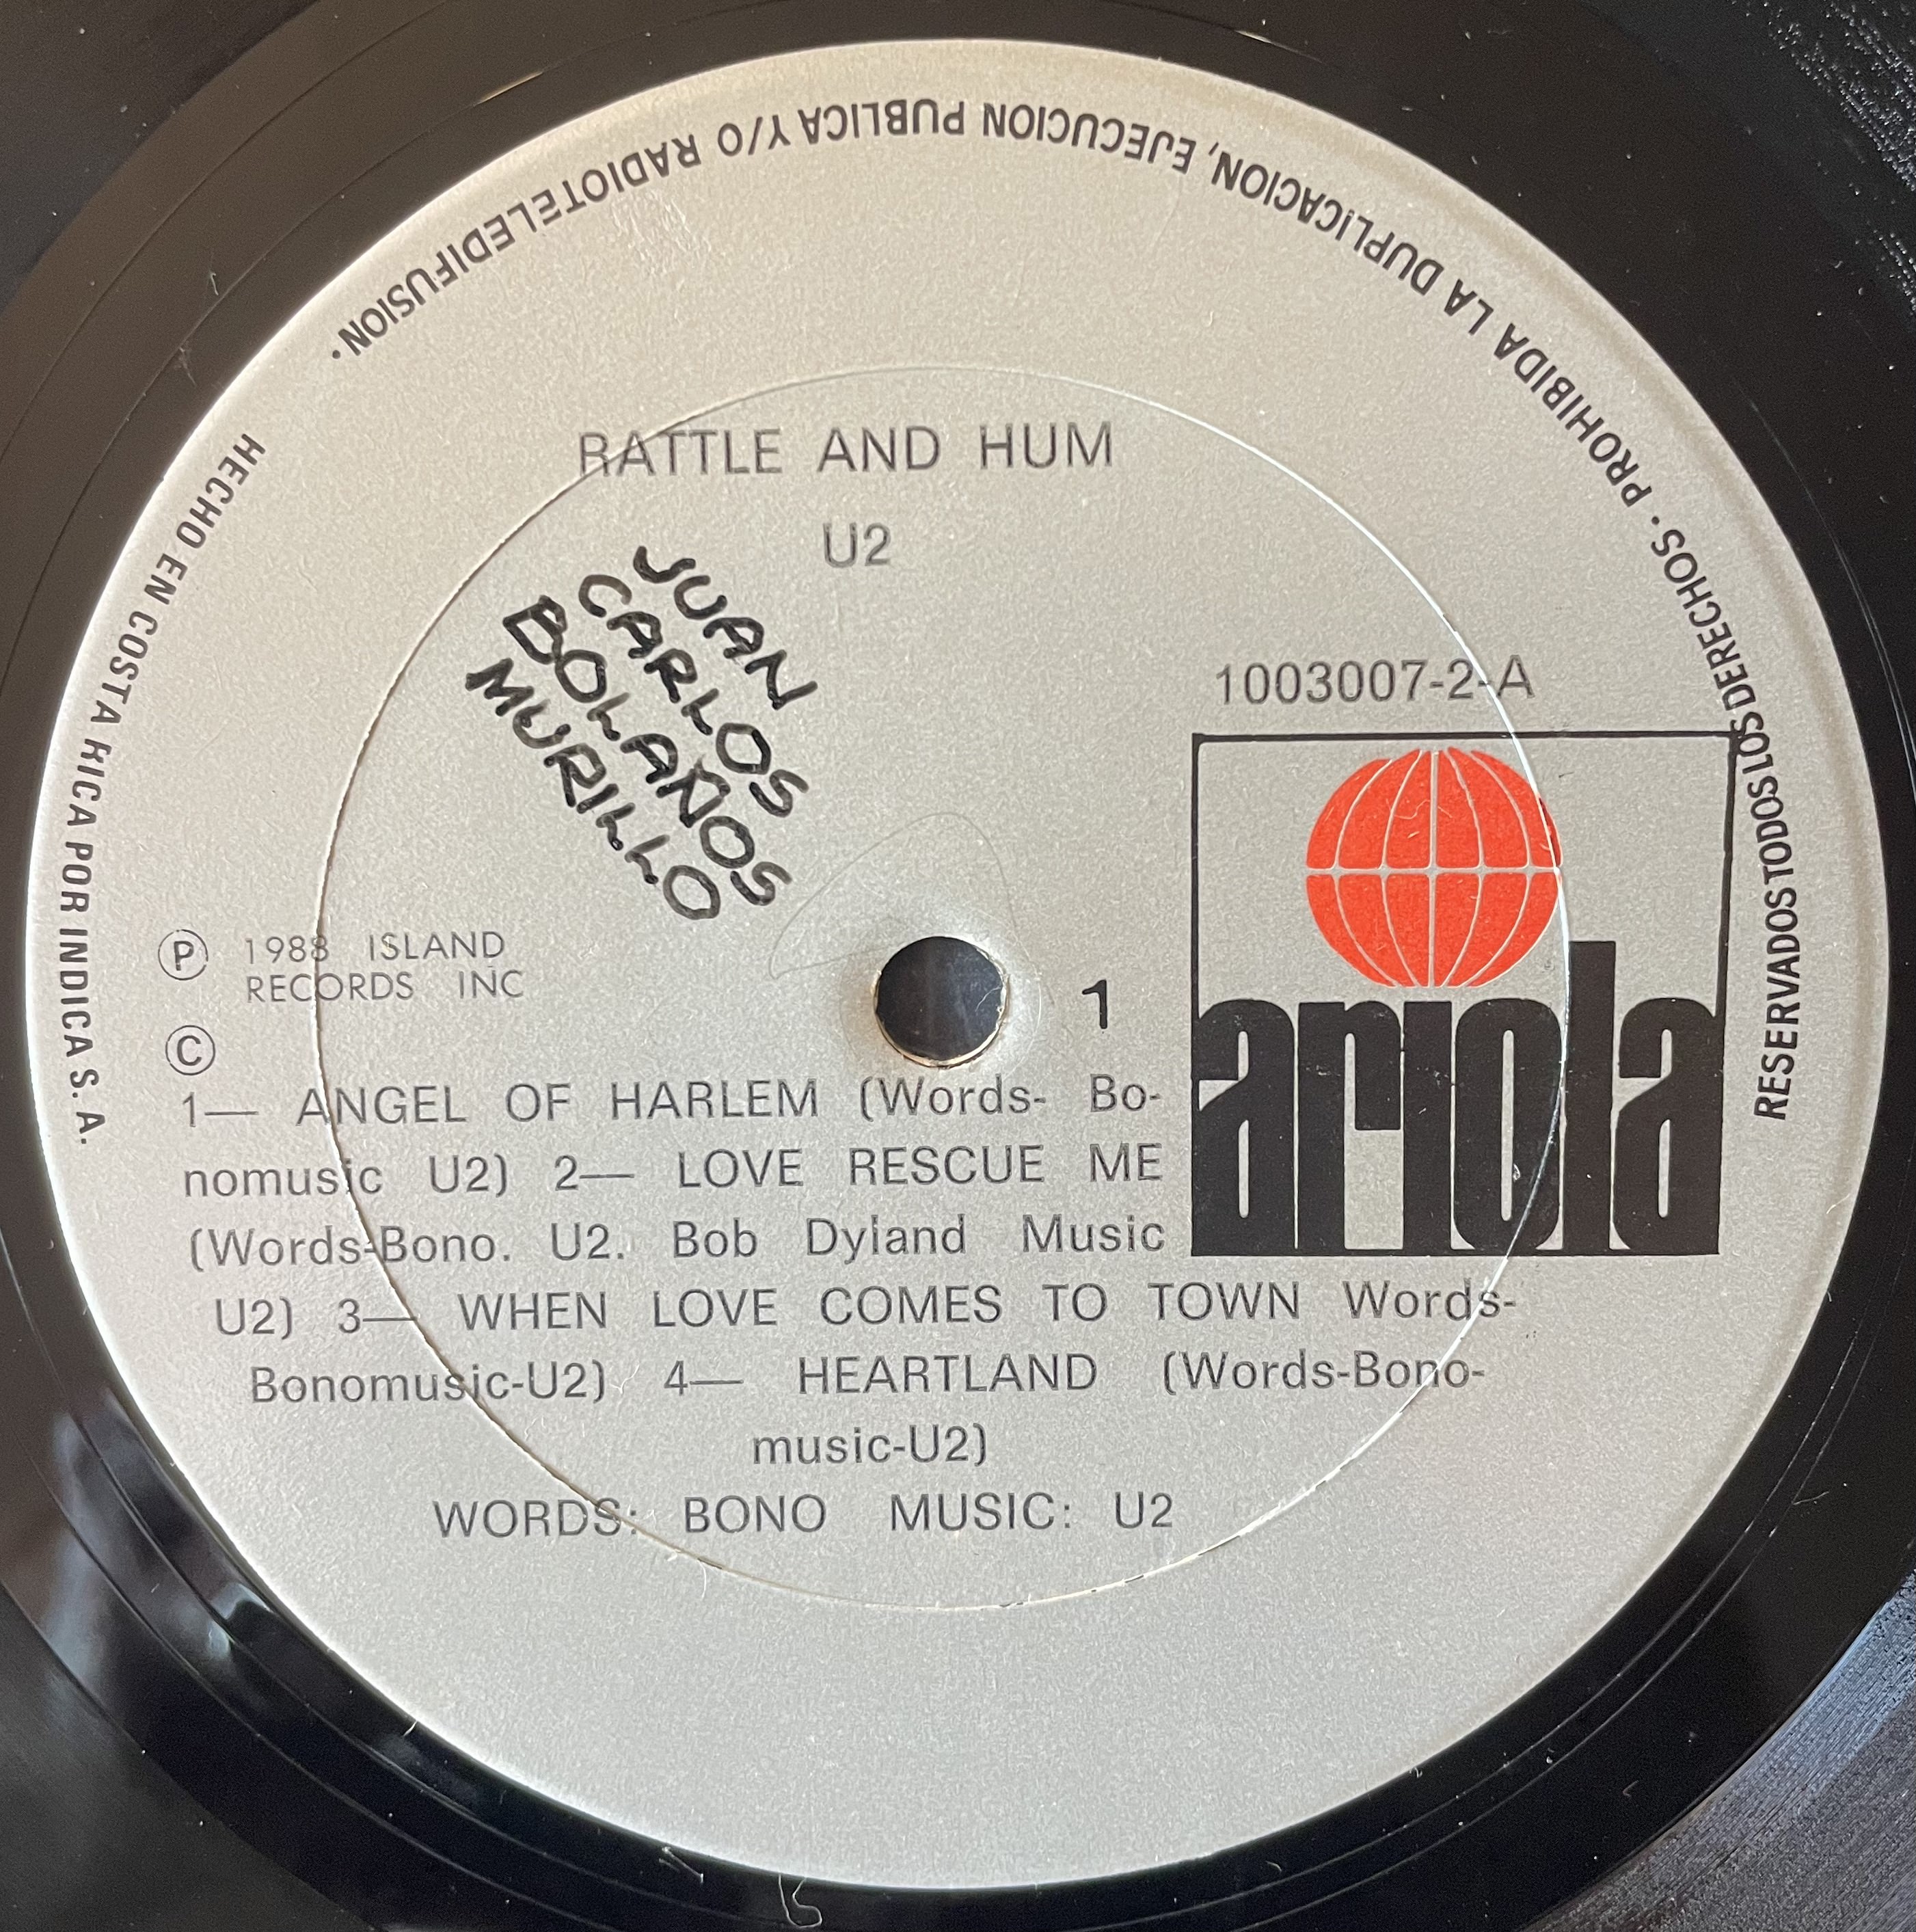 RATTLE AND HUM
U2
JUAN
CARLOS
BOLAÑOS
MURILLO
1003007-2-A
ariola
1
Ⓟ 1988 ISLAND
RECORDS INC
©
1— ANGEL OF HARLEM (Words- Bo-
nomusic U2) 2— LOVE RESCUE ME
(Words-Bono. U2. Bob Dyland Music
U2) 3— WHEN LOVE COMES TO TOWN Words-
Bonomusic-U2) 4— HEARTLAND (Words-Bono-
music-U2)
WORDS: BONO MUSIC: U2
HECHO EN COSTA RICA POR INDICA S. A.
RESERVADOS TODOS LOS DERECHOS · PROHIBIDA LA DUPLICACION, EJECUCION PUBLICA Y/O RADIOTELEDIFUSION ·